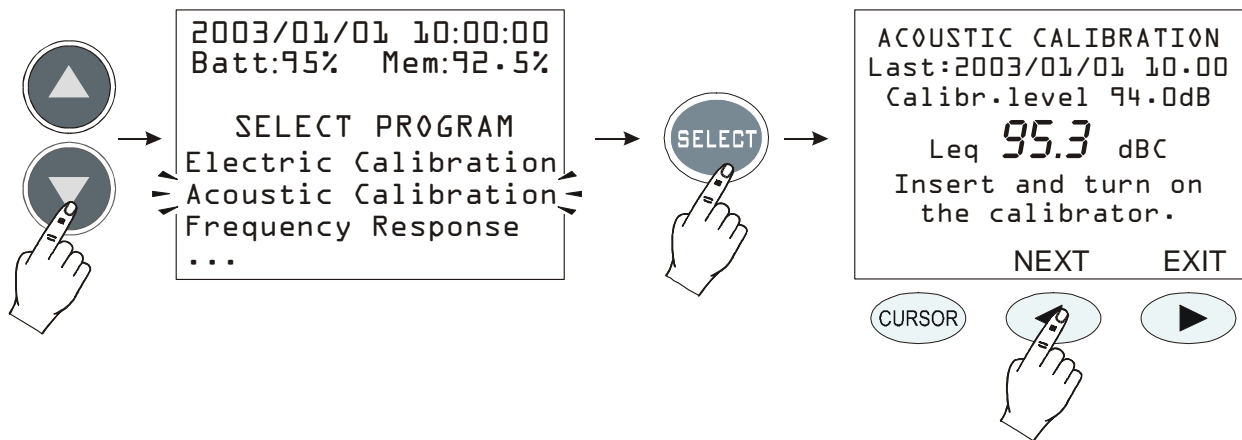 2003/01/01 10:00:00
Batt:95% Mem:92.5%
SELECT PROGRAM
Electric Calibration
Acoustic Calibration
Frequency Response
...
SELECT
ACOUSTIC CALIBRATION
Last:2003/01/01 10.00
Calibr.level 94.0dB
Leq 95.3 dBC
Insert and turn on
the calibrator.
NEXT EXIT
CURSOR